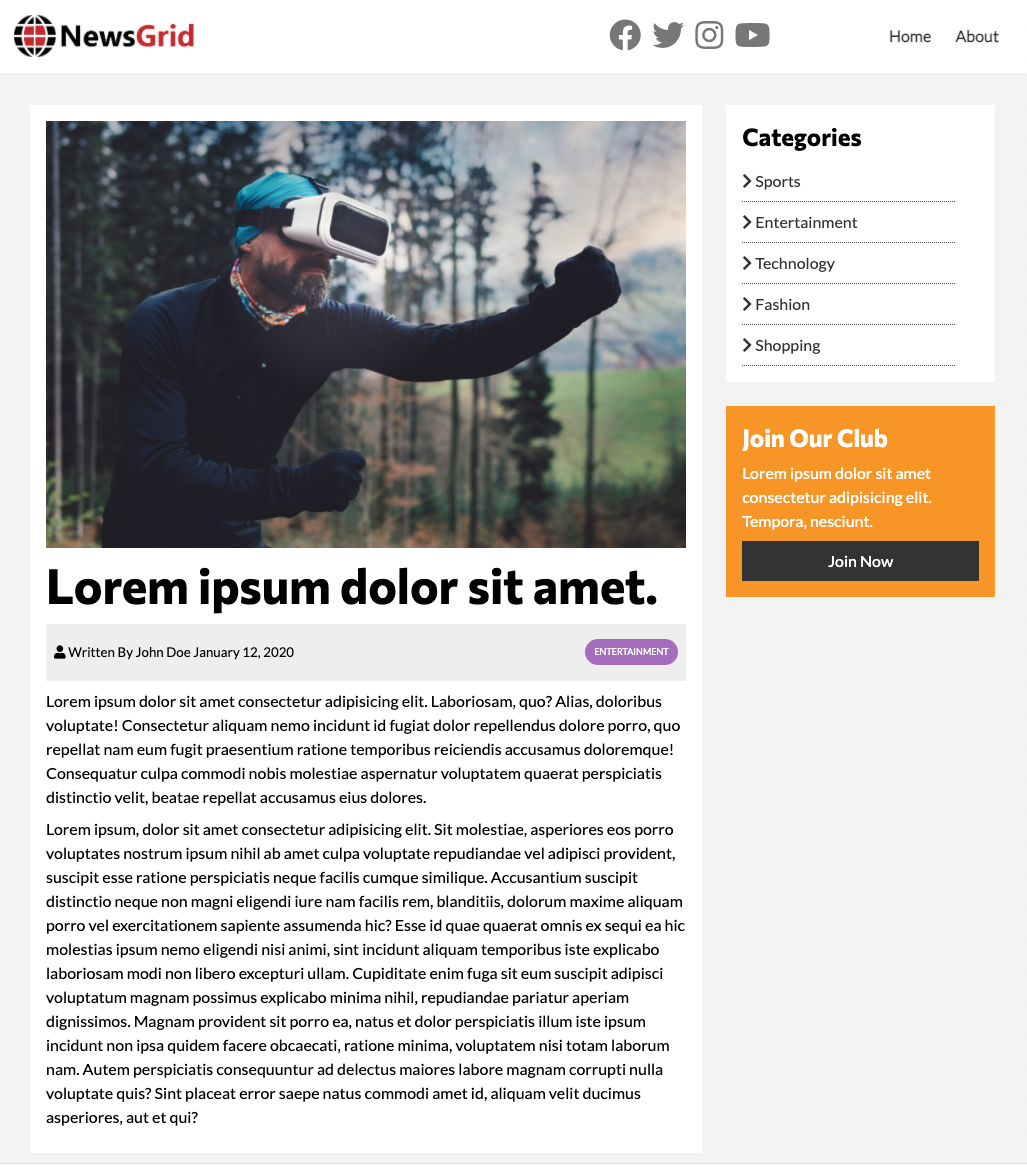 NewsGrid
Home About
Lorem ipsum dolor sit amet.
Written By John Doe January 12, 2020
ENTERTAINMENT
Lorem ipsum dolor sit amet consectetur adipisicing elit. Laboriosam, quo? Alias, doloribus
voluptate! Consectetur aliquam nemo incidunt id fugiat dolor repellendus dolore porro, quo
repellat nam eum fugit praesentium ratione temporibus reiciendis accusamus doloremque!
Consequatur culpa commodi nobis molestiae aspernatur voluptatem quaerat perspiciatis
distinctio velit, beatae repellat accusamus eius dolores.
Lorem ipsum, dolor sit amet consectetur adipisicing elit. Sit molestiae, asperiores eos porro
voluptates nostrum ipsum nihil ab amet culpa voluptate repudiandae vel adipisci provident,
suscipit esse ratione perspiciatis neque facilis cumque similique. Accusantium suscipit
distinctio neque non magni eligendi iure nam facilis rem, blanditiis, dolorum maxime aliquam
porro vel exercitationem sapiente assumenda hic? Esse id quae quaerat omnis ex sequi ea hic
molestias ipsum nemo eligendi nisi animi, sint incidunt aliquam temporibus iste explicabo
laboriosam modi non libero excepturi ullam. Cupiditate enim fuga sit eum suscipit adipisci
voluptatum magnam possimus explicabo minima nihil, repudiandae pariatur aperiam
dignissimos. Magnam provident sit porro ea, natus et dolor perspiciatis illum iste ipsum
incidunt non ipsa quidem facere obcaecati, ratione minima, voluptatem nisi totam laborum
nam. Autem perspiciatis consequuntur ad delectus maiores labore magnam corrupti nulla
voluptate quis? Sint placeat error saepe natus commodi amet id, aliquam velit ducimus
asperiores, aut et qui?
Categories
Sports
Entertainment
Technology
Fashion
Shopping
Join Our Club
Lorem ipsum dolor sit amet
consectetur adipisicing elit.
Tempora, nesciunt.
Join Now